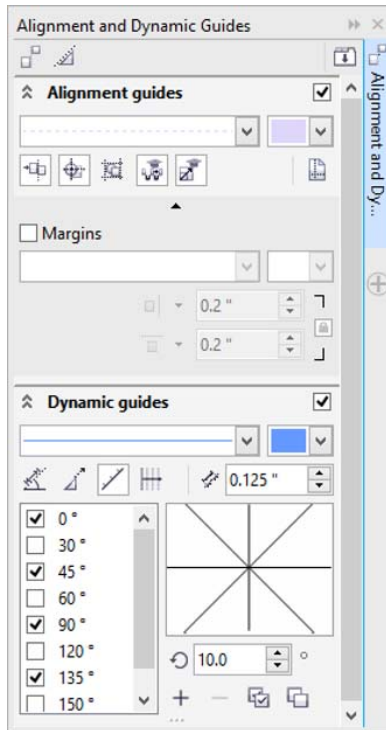 Alignment and Dynamic Guides
Alignment and Dy...
Alignment guides
Margins
0.2 "
0.2 "
Dynamic guides
0.125 "
0 °
30 °
45 °
60 °
90 °
120 °
135 °
150 °
10.0 °